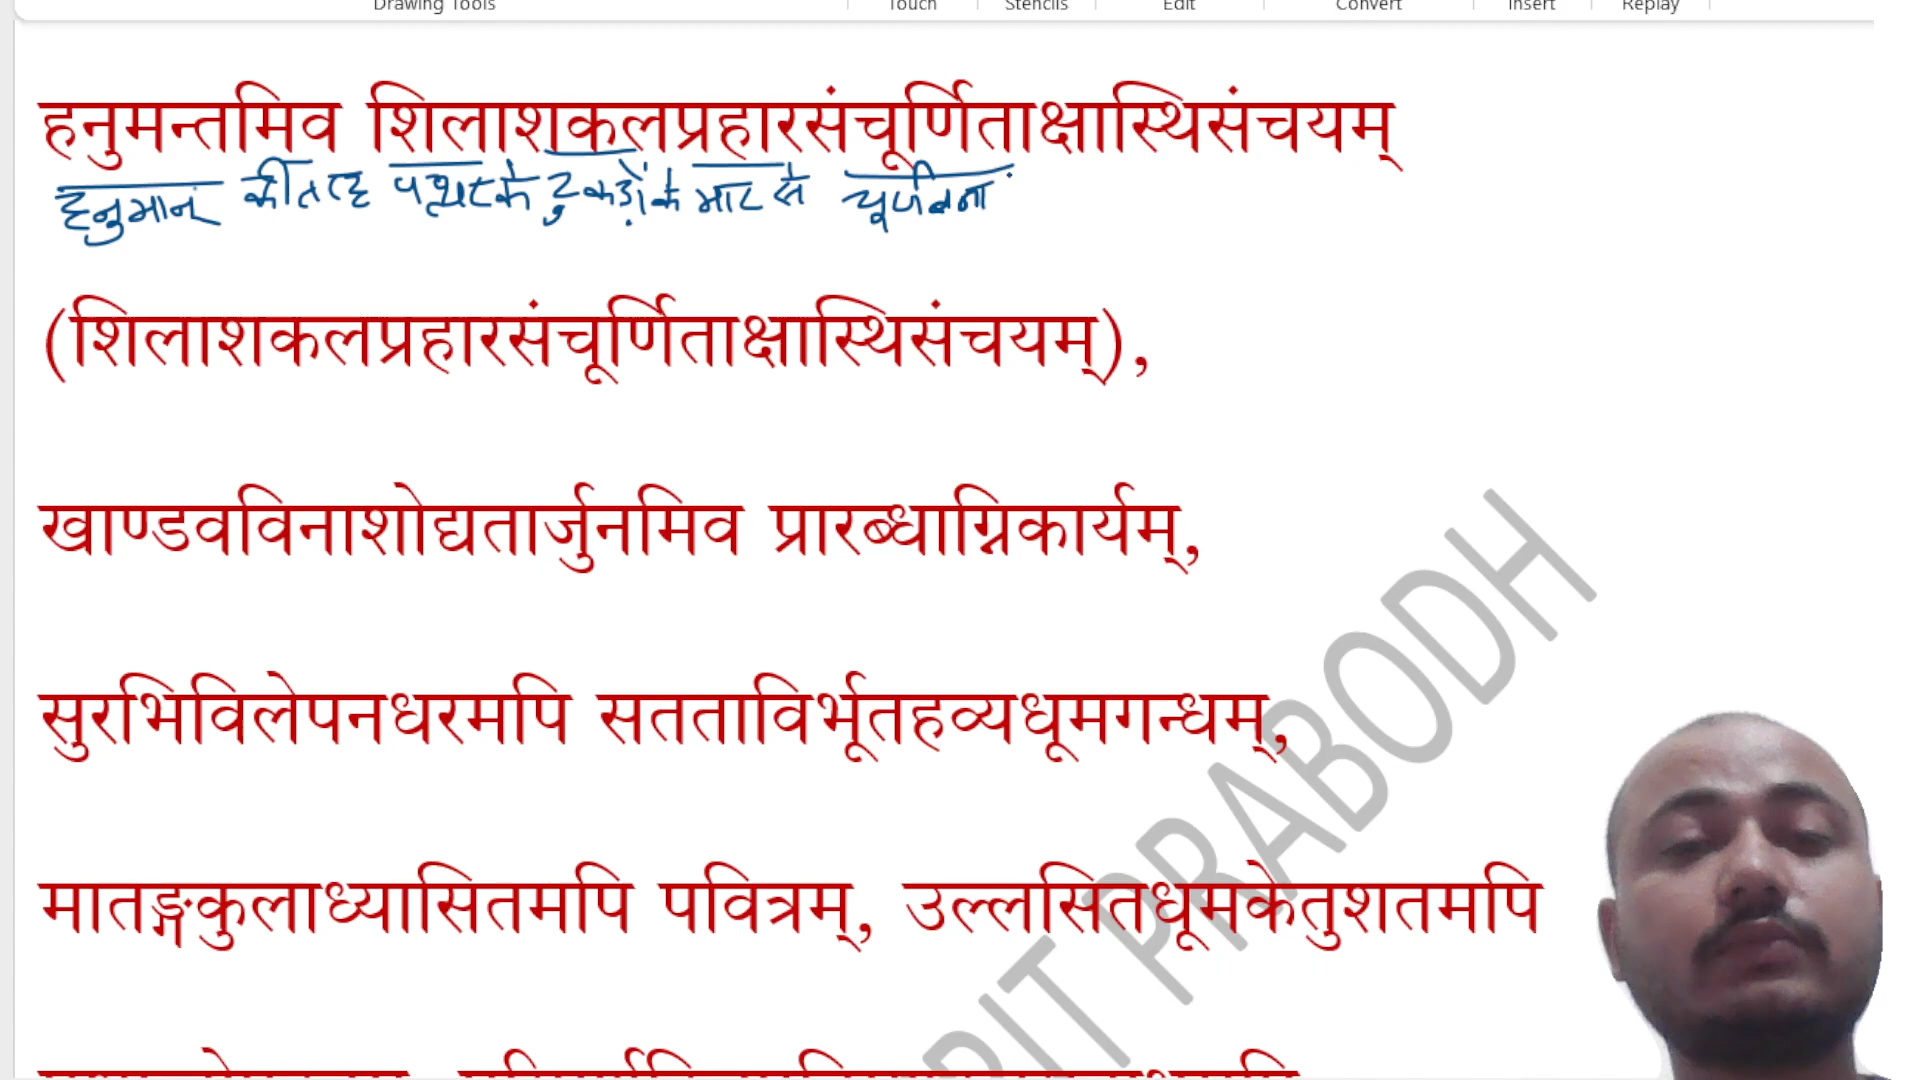 Drawing Tools Touch Stencils Edit Convert Insert Replay
हनुमन्तमिव शिलाशकलप्रहारसंचूर्णिताक्षास्थिसंचयम्
हनुमान् की तरह पत्थर के टुकड़ों के मार से चूर्ण बना
(शिलाशकलप्रहारसंचूर्णिताक्षास्थिसंचयम्),
खाण्डवविनाशोद्यतार्जुनमिव प्रारब्धाग्निकार्यम्,
सुरभिविलेपनधरमपि सतताविर्भूतहव्यधूमगन्धम्,
मातङ्गकुलाध्यासितमपि पवित्रम्, उल्लसितधूमकेतुशतमपि
RIT PRABODH